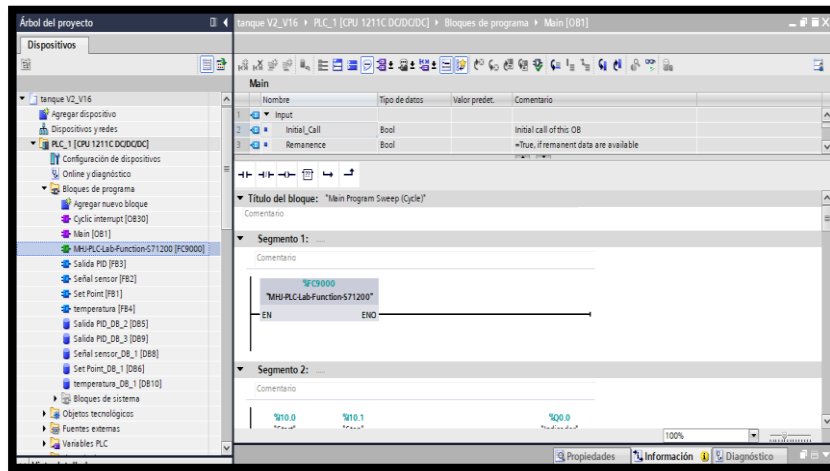 Árbol del proyecto
tanque V2_V16 ▸ PLC_1 [CPU 1211C DC/DC/DC] ▸ Bloques de programa ▸ Main [OB1]
Dispositivos
Main
Nombre Tipo de datos Valor predet. Comentario
1 Input
2 Initial_Call Bool Initial call of this OB
3 Remanence Bool =True, if remanent data are available
tanque V2_V16
Agregar dispositivo
Dispositivos y redes
PLC_1 [CPU 1211C DC/DC/DC]
Configuración de dispositivos
Online y diagnóstico
Bloques de programa
Agregar nuevo bloque
Cyclic interrupt [OB30]
Main [OB1]
MHJ-PLC-Lab-Function-S71200 [FC9000]
Salida PID [FB3]
Señal sensor [FB2]
Set Point [FB1]
temperatura [FB4]
Salida PID_DB_2 [DB5]
Salida PID_DB_3 [DB9]
Señal sensor_DB_1 [DB8]
Set Point_DB_1 [DB6]
temperatura_DB_1 [DB10]
Bloques de sistema
Objetos tecnológicos
Fuentes externas
Variables PLC
Título del bloque: "Main Program Sweep (Cycle)"
Comentario
Segmento 1: ....
Comentario
%FC9000
"MHJ-PLC-Lab-Function-S71200"
EN ENO
Segmento 2: ....
Comentario
%I10.0 %I10.1 %Q0.0
100%
Propiedades Información Diagnóstico